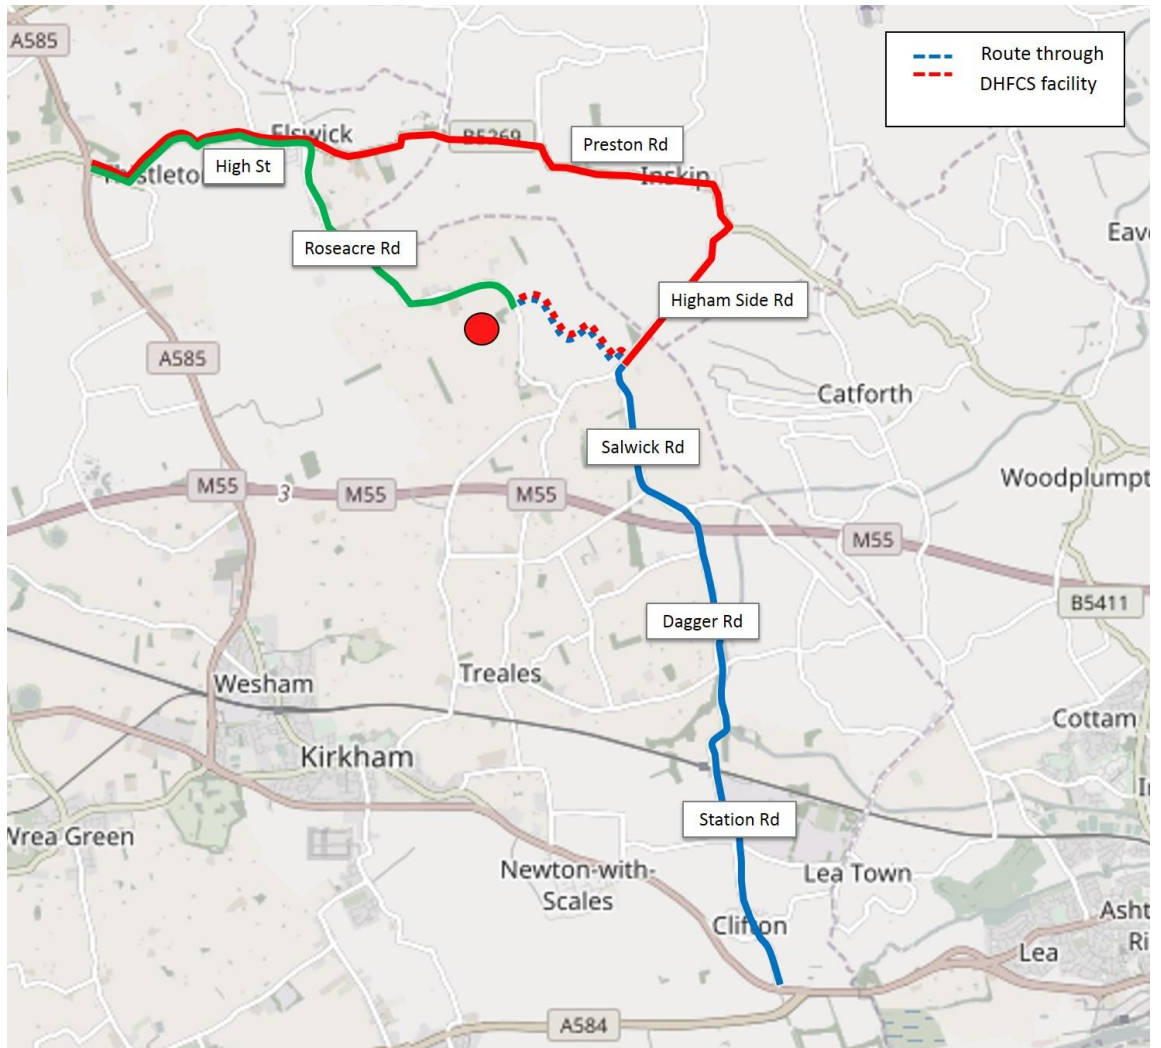 A585
Route through
DHFCS facility
Elswick
B5269
Preston Rd
High St
Inskip
Roseacre Rd
Higham Side Rd
A585
Catforth
Salwick Rd
Woodplumpt
M55
3
M55
M55
M55
B5411
Dagger Rd
Treales
Wesham
Cottam
Kirkham
Station Rd
Wrea Green
Newton-with-
Scales
Lea Town
Clifton
Lea
A584